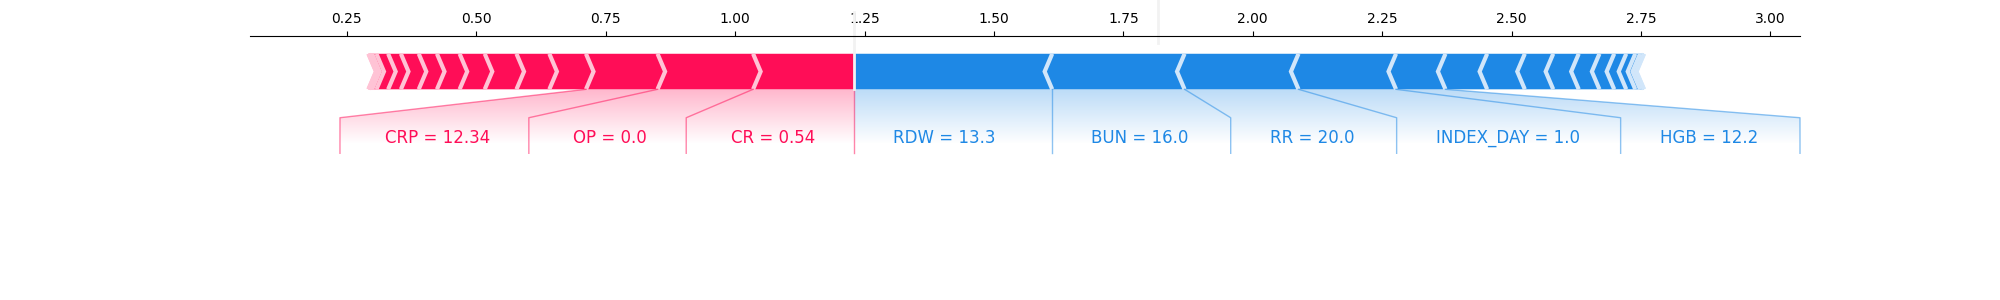 0.25 0.50 0.75 1.00 1.25 1.50 1.75 2.00 2.25 2.50 2.75 3.00
CRP = 12.34 OP = 0.0 CR = 0.54 RDW = 13.3 BUN = 16.0 RR = 20.0 INDEX_DAY = 1.0 HGB = 12.2